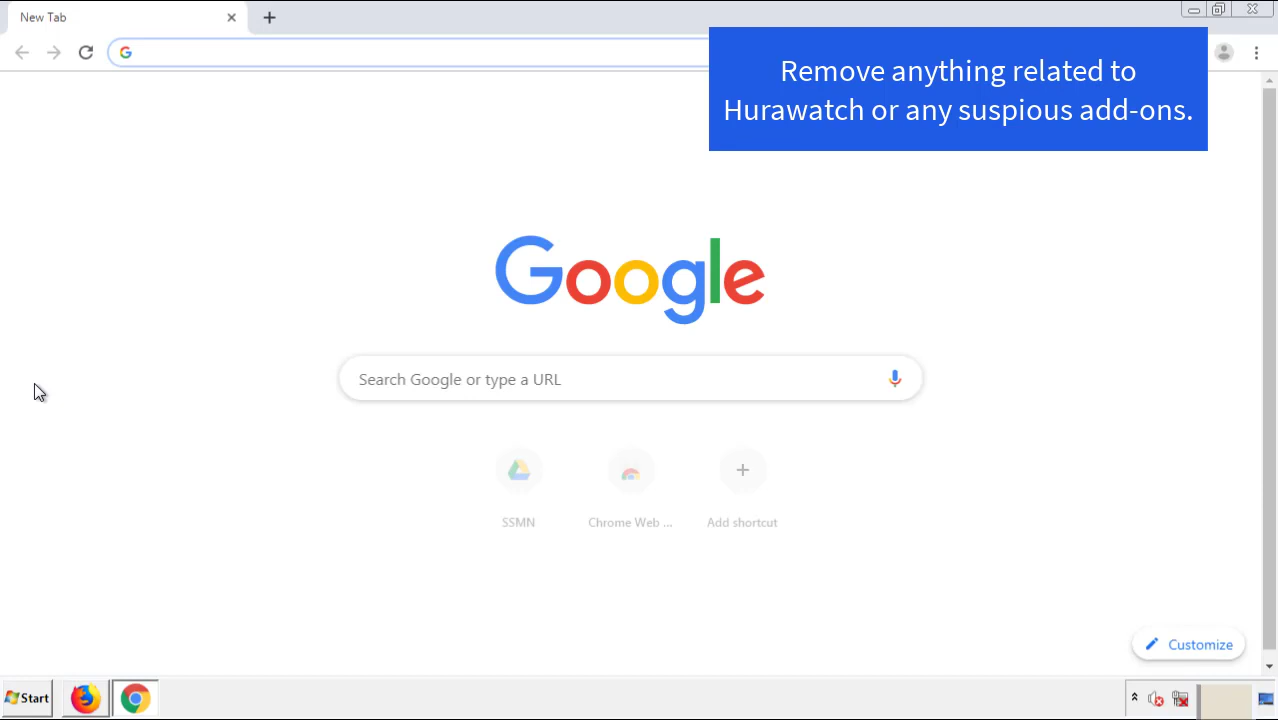 New Tab
Remove anything related to
Hurawatch or any suspious add-ons.
Google
Search Google or type a URL
SSMN
Chrome Web ...
Add shortcut
Customize
Start